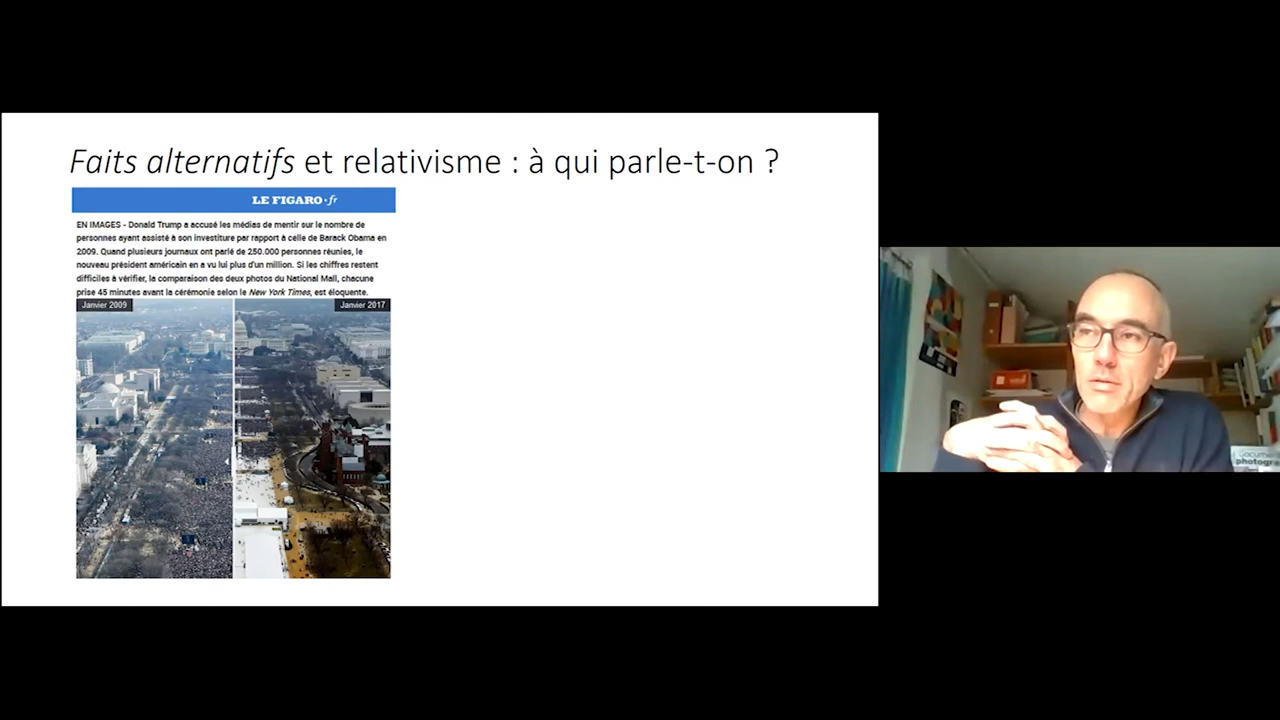 Faits alternatifs et relativisme : à qui parle-t-on ?
LE FIGARO·fr
EN IMAGES - Donald Trump a accusé les médias de mentir sur le nombre de
personnes ayant assisté à son investiture par rapport à celle de Barack Obama en
2009. Quand plusieurs journaux ont parlé de 250.000 personnes réunies, le
nouveau président américain en a vu lui plus d'un million. Si les chiffres restent
difficiles à vérifier, la comparaison des deux photos du National Mall, chacune
prise 45 minutes avant la cérémonie selon le New York Times, est éloquente.
Janvier 2009
Janvier 2017